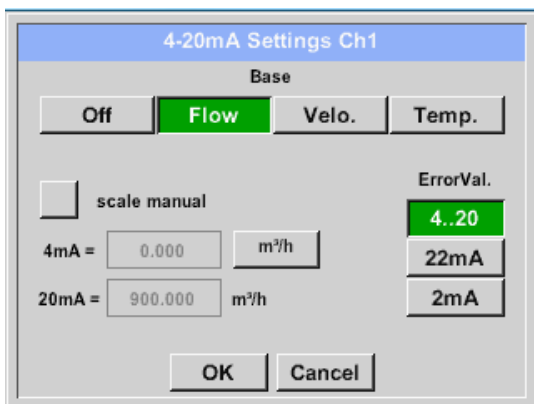 4-20mA Settings Ch1
Base
Off Flow Velo. Temp.
ErrorVal.
scale manual
4..20
4mA = 0.000 m³/h
22mA
20mA = 900.000 m³/h
2mA
OK Cancel